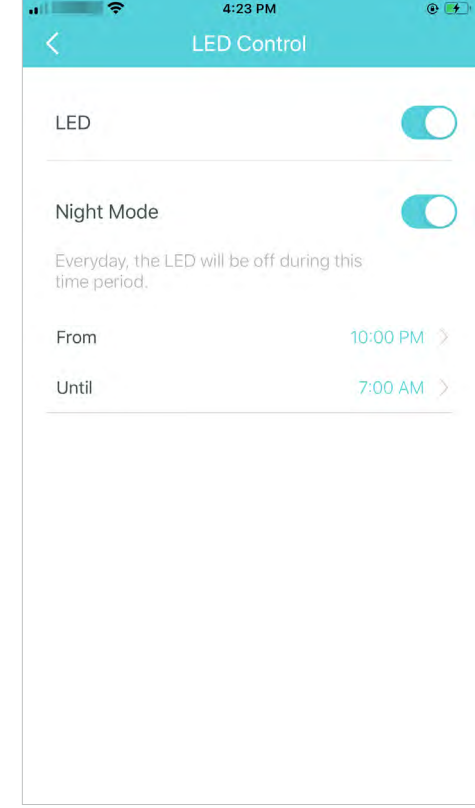 4:23 PM
LED Control
LED
Night Mode
Everyday, the LED will be off during this
time period.
From 10:00 PM
Until 7:00 AM